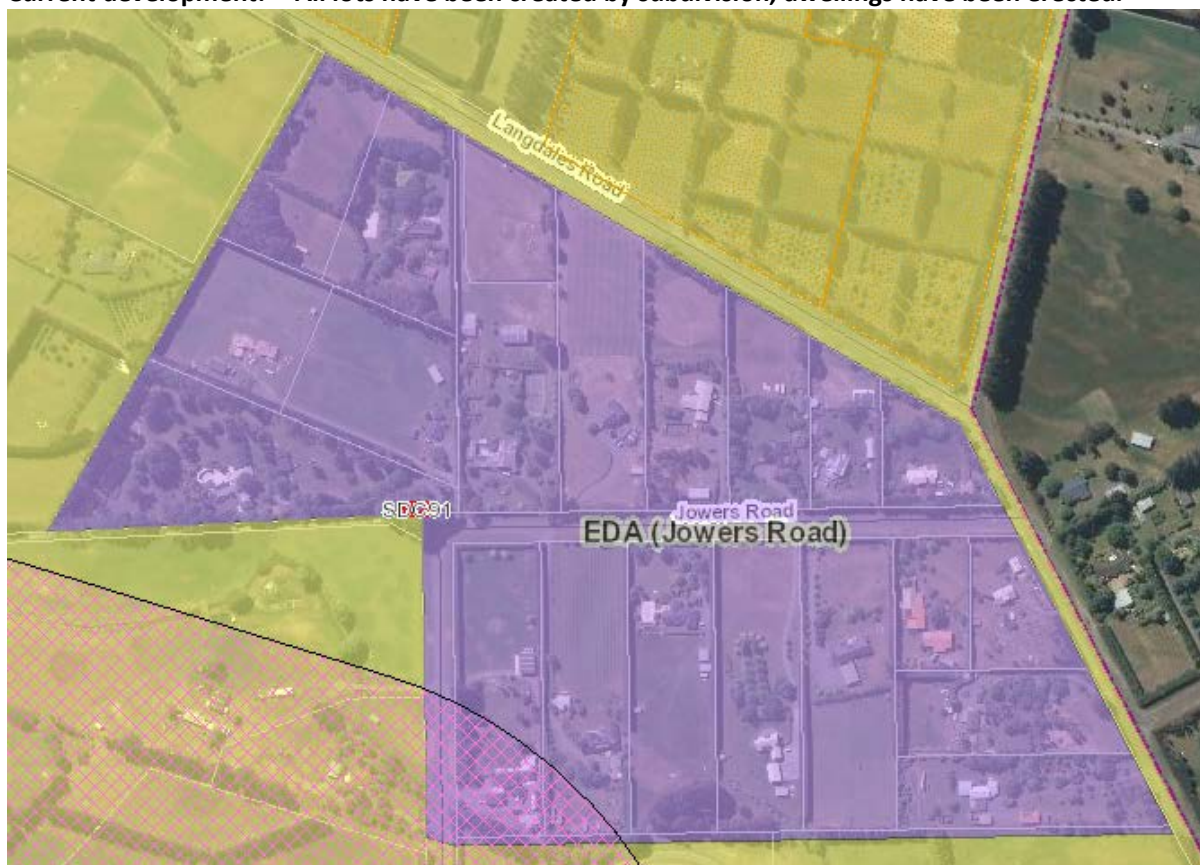 Current development: All lots have been created by subdivision, dwellings have been erected.
Langdales Road
Jowers Road
EDA (Jowers Road)